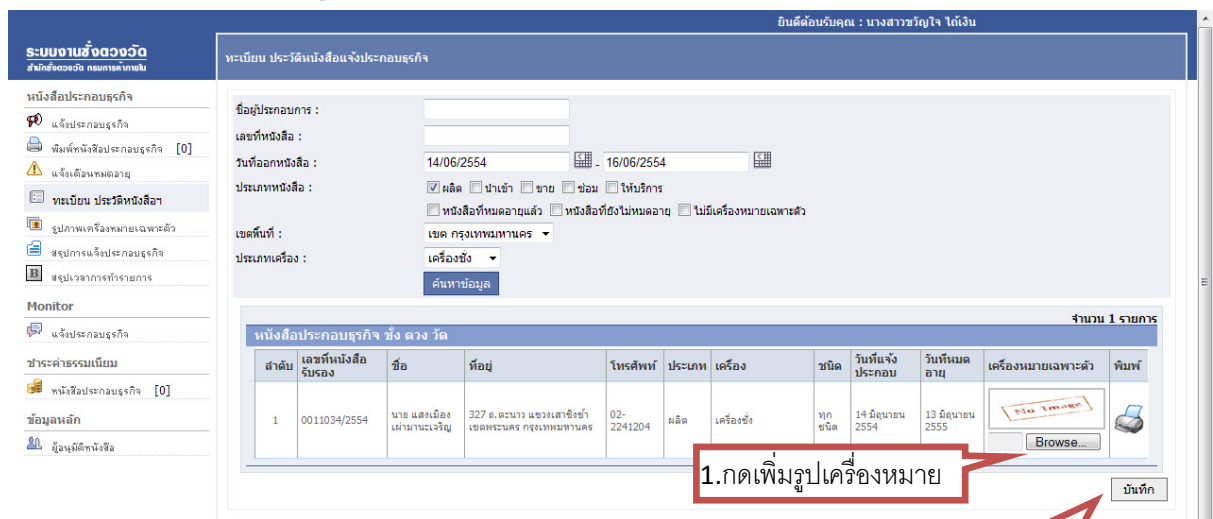 ยินดีต้อนรับคุณ : นางสาวขวัญใจ ไถ้เงิน
ระบบงานชั่งตวงวัด
สำนักชั่งตวงวัด กรมการค้าภายใน
ทะเบียน ประวัติหนังสือแจ้งประกอบธุรกิจ
หนังสือประกอบธุรกิจ
แจ้งประกอบธุรกิจ
พิมพ์หนังสือประกอบธุรกิจ [0]
แจ้งเตือนหมดอายุ
ทะเบียน ประวัติหนังสือฯ
รูปภาพเครื่องหมายเฉพาะตัว
สรุปการแจ้งประกอบธุรกิจ
สรุปเวลาการทำรายการ
Monitor
แจ้งประกอบธุรกิจ
ชำระค่าธรรมเนียม
หนังสือประกอบธุรกิจ [0]
ข้อมูลหลัก
ผู้อนุมัติหนังสือ
ชื่อผู้ประกอบการ :
เลขที่หนังสือ :
วันที่ออกหนังสือ : 14/06/2554 - 16/06/2554
ประเภทหนังสือ : ผลิต นำเข้า ขาย ซ่อม ให้บริการ
หนังสือที่หมดอายุแล้ว หนังสือที่ยังไม่หมดอายุ ไม่มีเครื่องหมายเฉพาะตัว
เขตพื้นที่ : เขต กรุงเทพมหานคร
ประเภทเครื่อง : เครื่องชั่ง
ค้นหาข้อมูล
จำนวน 1 รายการ
หนังสือประกอบธุรกิจ ชั่ง ตวง วัด
ลำดับ เลขที่หนังสือรับรอง ชื่อ ที่อยู่ โทรศัพท์ ประเภท เครื่อง ชนิด วันที่แจ้งประกอบ วันที่หมดอายุ เครื่องหมายเฉพาะตัว พิมพ์
1 0011034/2554 นาย แสงเมือง เผ่ามานะเจริญ 327 ถ.ตะนาว แขวงเสาชิงช้า เขตพระนคร กรุงเทพมหานคร 02-2241204 ผลิต เครื่องชั่ง ทุกชนิด 14 มิถุนายน 2554 13 มิถุนายน 2555 No Image
Browse...
1.กดเพิ่มรูปเครื่องหมาย
บันทึก